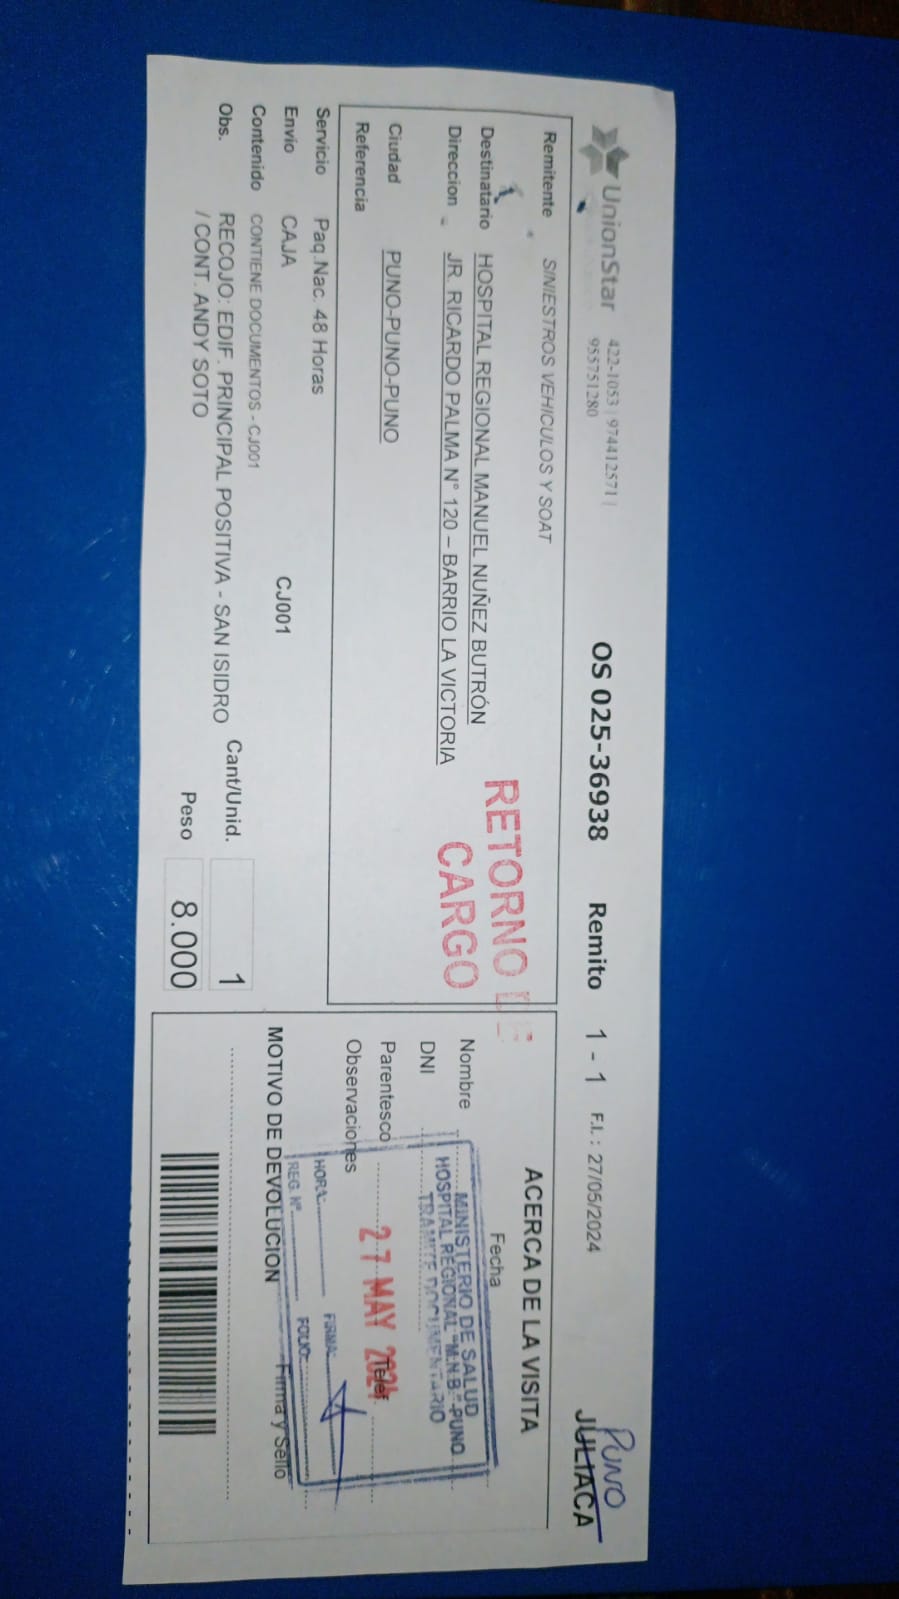 UnionStar
422-1053 | 974412571 |
955751280
OS 025-36938 Remito 1 - 1 F.I.: 27/05/2024
PUNO
JULIACA
Remitente SINIESTROS VEHICULOS Y SOAT
Destinatario HOSPITAL REGIONAL MANUEL NUÑEZ BUTRÓN
Direccion JR. RICARDO PALMA N° 120 – BARRIO LA VICTORIA
Ciudad PUNO-PUNO-PUNO
Referencia
RETORNO DE
CARGO
Servicio Paq.Nac. 48 Horas
Envio CAJA CJ001
Contenido CONTIENE DOCUMENTOS - CJ001
Obs. RECOJO: EDIF. PRINCIPAL POSITIVA - SAN ISIDRO
/ CONT. ANDY SOTO
Cant/Unid. 1
Peso 8.000
ACERCA DE LA VISITA
Fecha
Nombre
DNI
Parentesco
Telef
Observaciones
MINISTERIO DE SALUD
HOSPITAL REGIONAL "M.N.B."-PUNO
TRAMITE DOCUMENTARIO
27 MAY 2024
HORA: FIRMA:
REG. N° FOLIO:
MOTIVO DE DEVOLUCION Firma y Sello